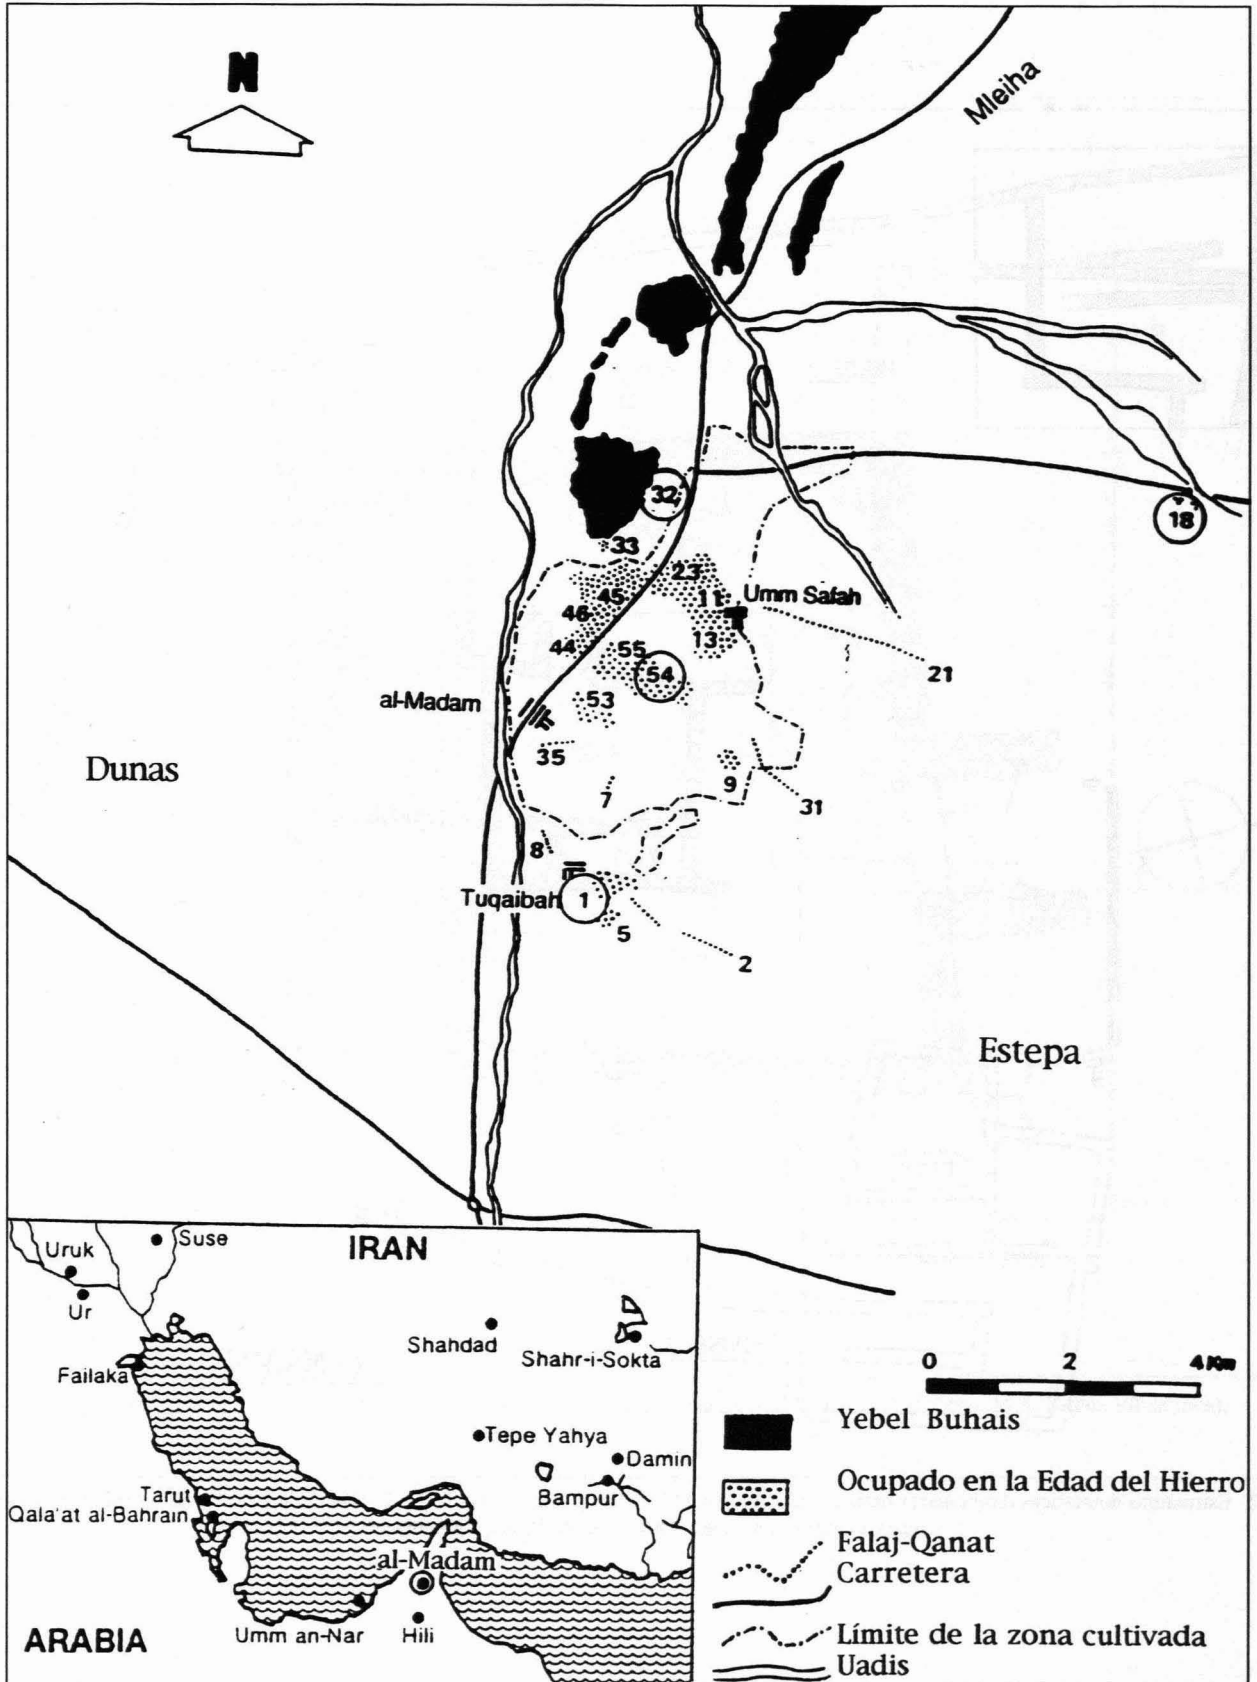 N
Mleiha
32
18
33
23
45
11
Umm Safah
46
13
44
55
54
21
al-Madam
53
Dunas
35
9
7
31
8
Tuqaibah
1
5
2
Estepa
IRAN
Suse
Uruk
Ur
Shahdad
Shahr-i-Sokta
Failaka
Tepe Yahya
Damin
Bampur
Tarut
Qala'at al-Bahrain
al-Madam
Umm an-Nar
Hili
ARABIA
0 2 4 Km
Yebel Buhais
Ocupado en la Edad del Hierro
Falaj-Qanat
Carretera
Límite de la zona cultivada
Uadis